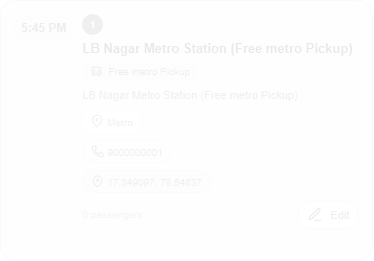 5:45 PM
1
LB Nagar Metro Station (Free metro Pickup)
Free metro Pickup
LB Nagar Metro Station (Free metro Pickup)
Metro
9000000001
17.349097, 78.54837
0 passengers
Edit